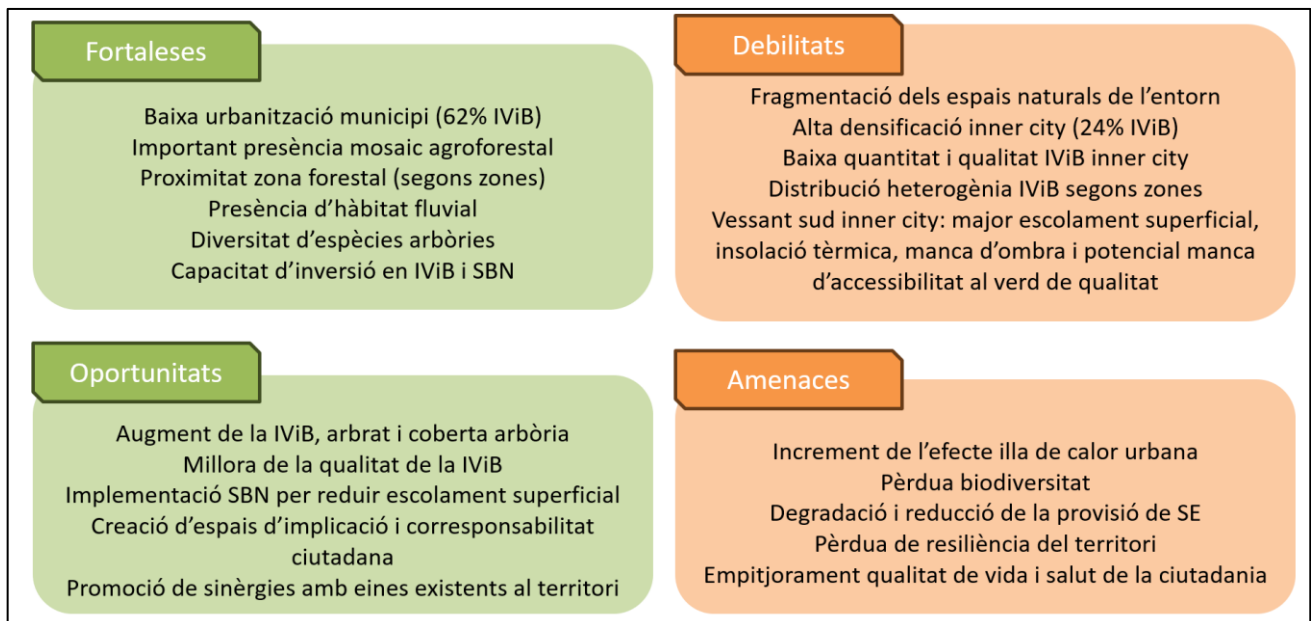 Fortaleses
Baixa urbanització municipi (62% IViB)
Important presència mosaic agroforestal
Proximitat zona forestal (segons zones)
Presència d’hàbitat fluvial
Diversitat d’espècies arbòries
Capacitat d’inversió en IViB i SBN
Debilitats
Fragmentació dels espais naturals de l’entorn
Alta densificació inner city (24% IViB)
Baixa quantitat i qualitat IViB inner city
Distribució heterogènia IViB segons zones
Vessant sud inner city: major escolament superficial,
insolació tèrmica, manca d’ombra i potencial manca
d’accessibilitat al verd de qualitat
Oportunitats
Augment de la IViB, arbrat i coberta arbòria
Millora de la qualitat de la IViB
Implementació SBN per reduir escolament superficial
Creació d’espais d’implicació i corresponsabilitat
ciutadana
Promoció de sinèrgies amb eines existents al territori
Amenaces
Increment de l’efecte illa de calor urbana
Pèrdua biodiversitat
Degradació i reducció de la provisió de SE
Pèrdua de resiliència del territori
Empitjorament qualitat de vida i salut de la ciutadania